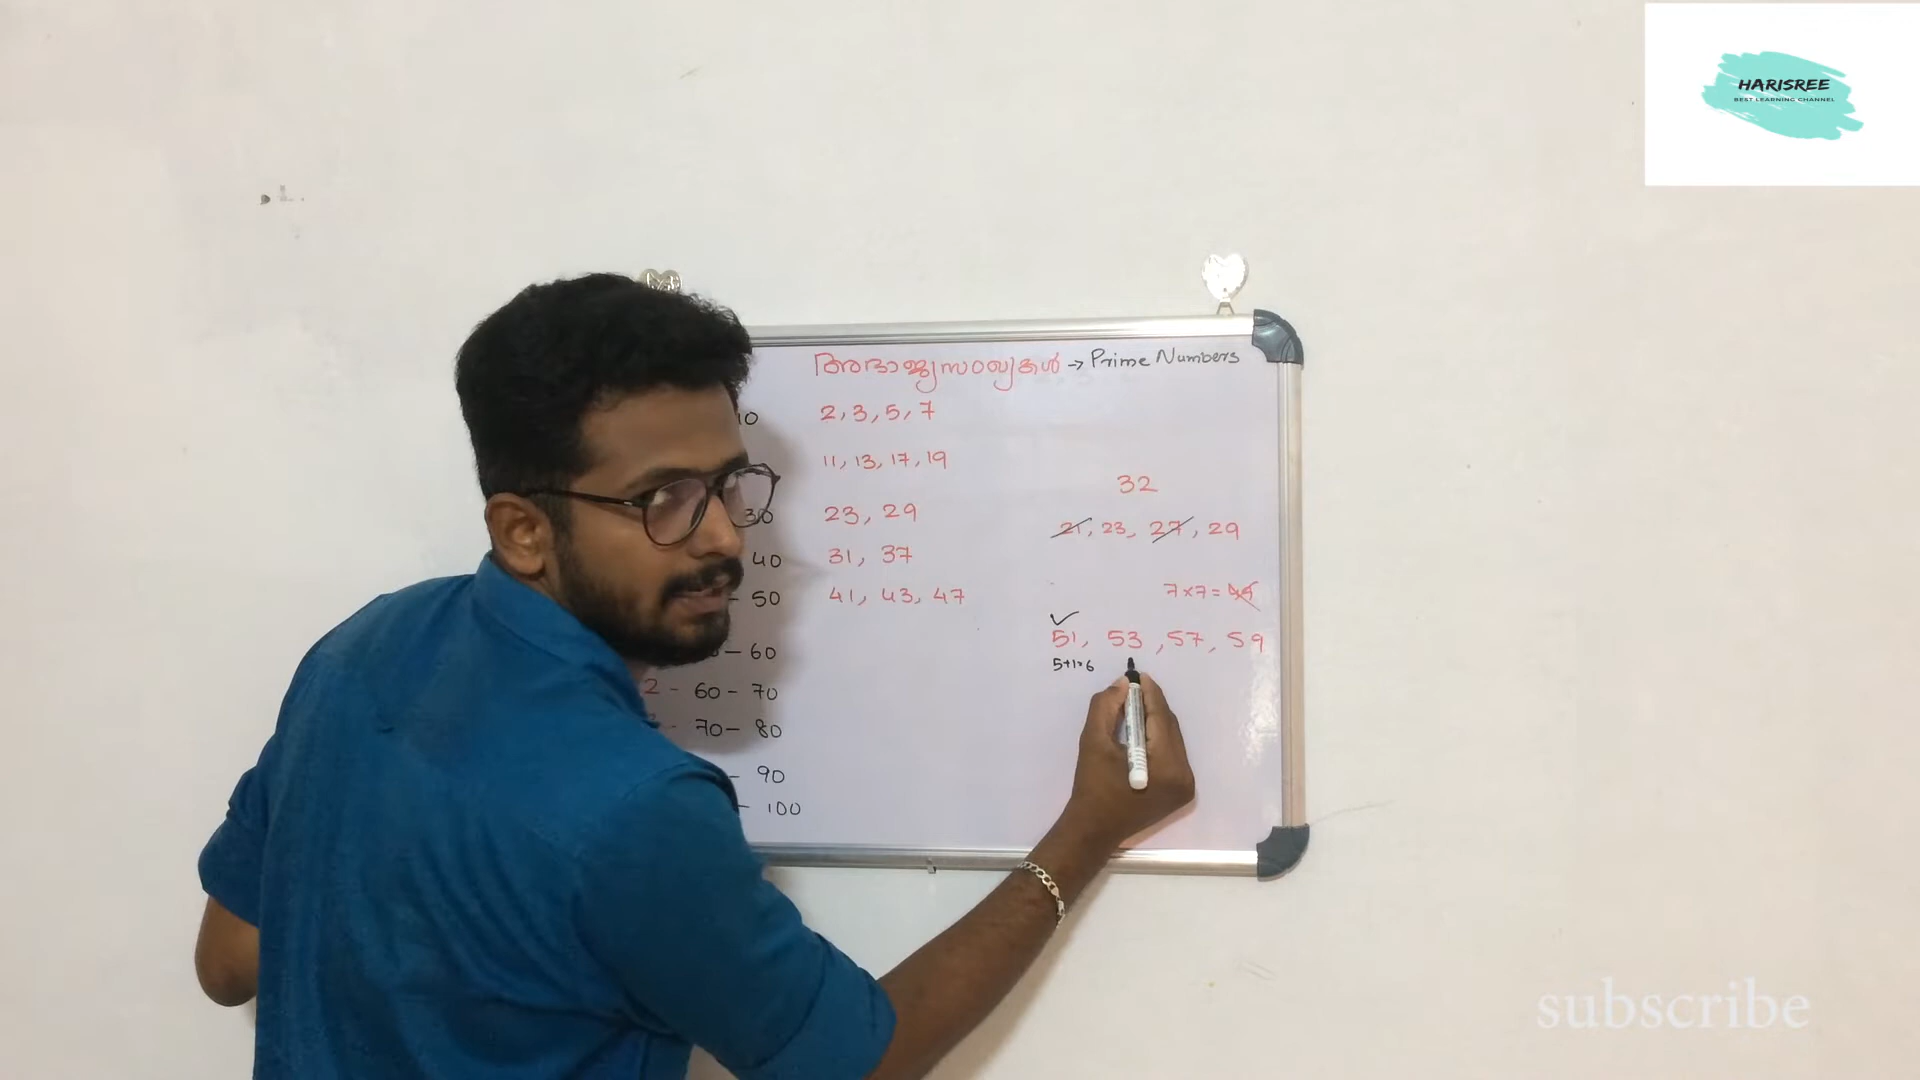 HARISREE
BEST LEARNING CHANNEL
അഭാജ്യസംഖ്യകൾ → Prime Numbers
10 2, 3, 5, 7
11, 13, 17, 19
32
30 23, 29
21, 23, 27, 29
40 31, 37
- 50 41, 43, 47
7×7=49
✓
51, 53, 57, 59
5+1=6
- 60
2 - 60 - 70
- 70 - 80
- 90
- 100
subscribe